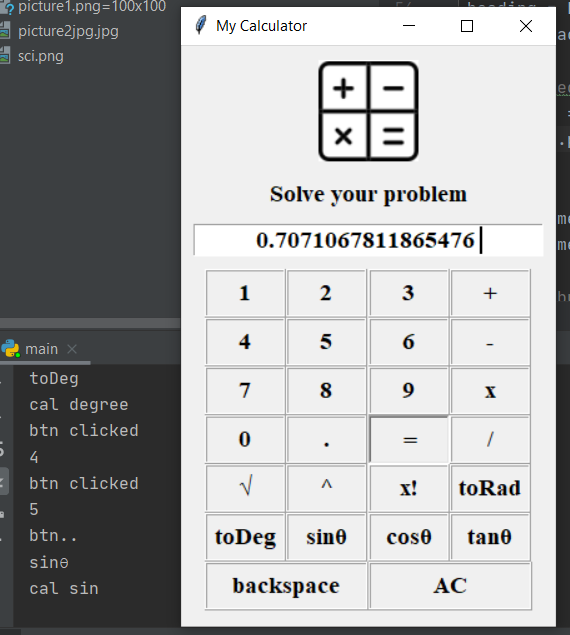 picture1.png=100x100
picture2jpg.jpg
sci.png
My Calculator
Solve your problem
0.7071067811865476
1 2 3 +
4 5 6 -
7 8 9 x
0 . = /
√ ^ x! toRad
toDeg sinθ cosθ tanθ
backspace AC
main
toDeg
cal degree
btn clicked
4
btn clicked
5
btn..
sinθ
cal sin